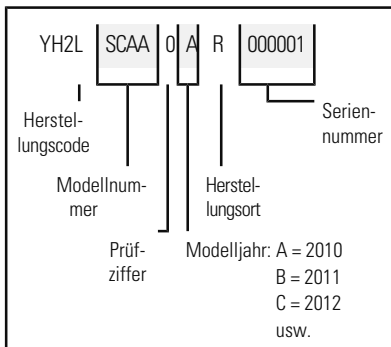 YH2L SCAA 0 A R 000001
Herstel-
lungscode
Serien-
nummer
Modellnum-
mer
Herstel-
lungsort
Prüf-
ziffer
Modelljahr: A = 2010
B = 2011
C = 2012
usw.